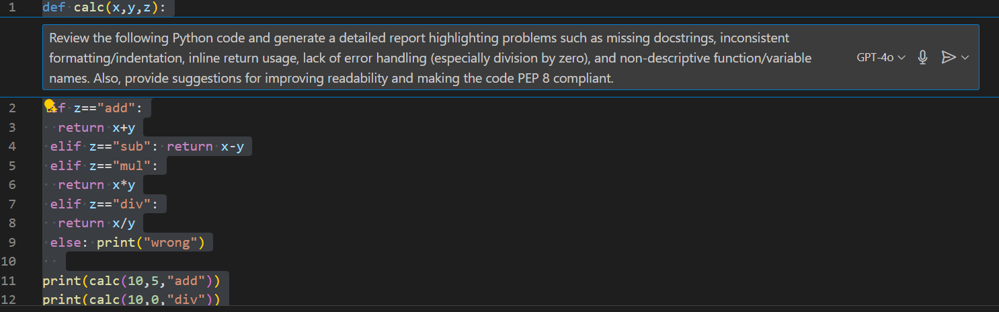 1 def calc(x,y,z):
Review the following Python code and generate a detailed report highlighting problems such as missing docstrings, inconsistent
formatting/indentation, inline return usage, lack of error handling (especially division by zero), and non-descriptive function/variable
names. Also, provide suggestions for improving readability and making the code PEP 8 compliant.
GPT-4o
2 if z=="add":
3 return x+y
4 elif z=="sub": return x-y
5 elif z=="mul":
6 return x*y
7 elif z=="div":
8 return x/y
9 else: print("wrong")
10
11 print(calc(10,5,"add"))
12 print(calc(10,0,"div"))